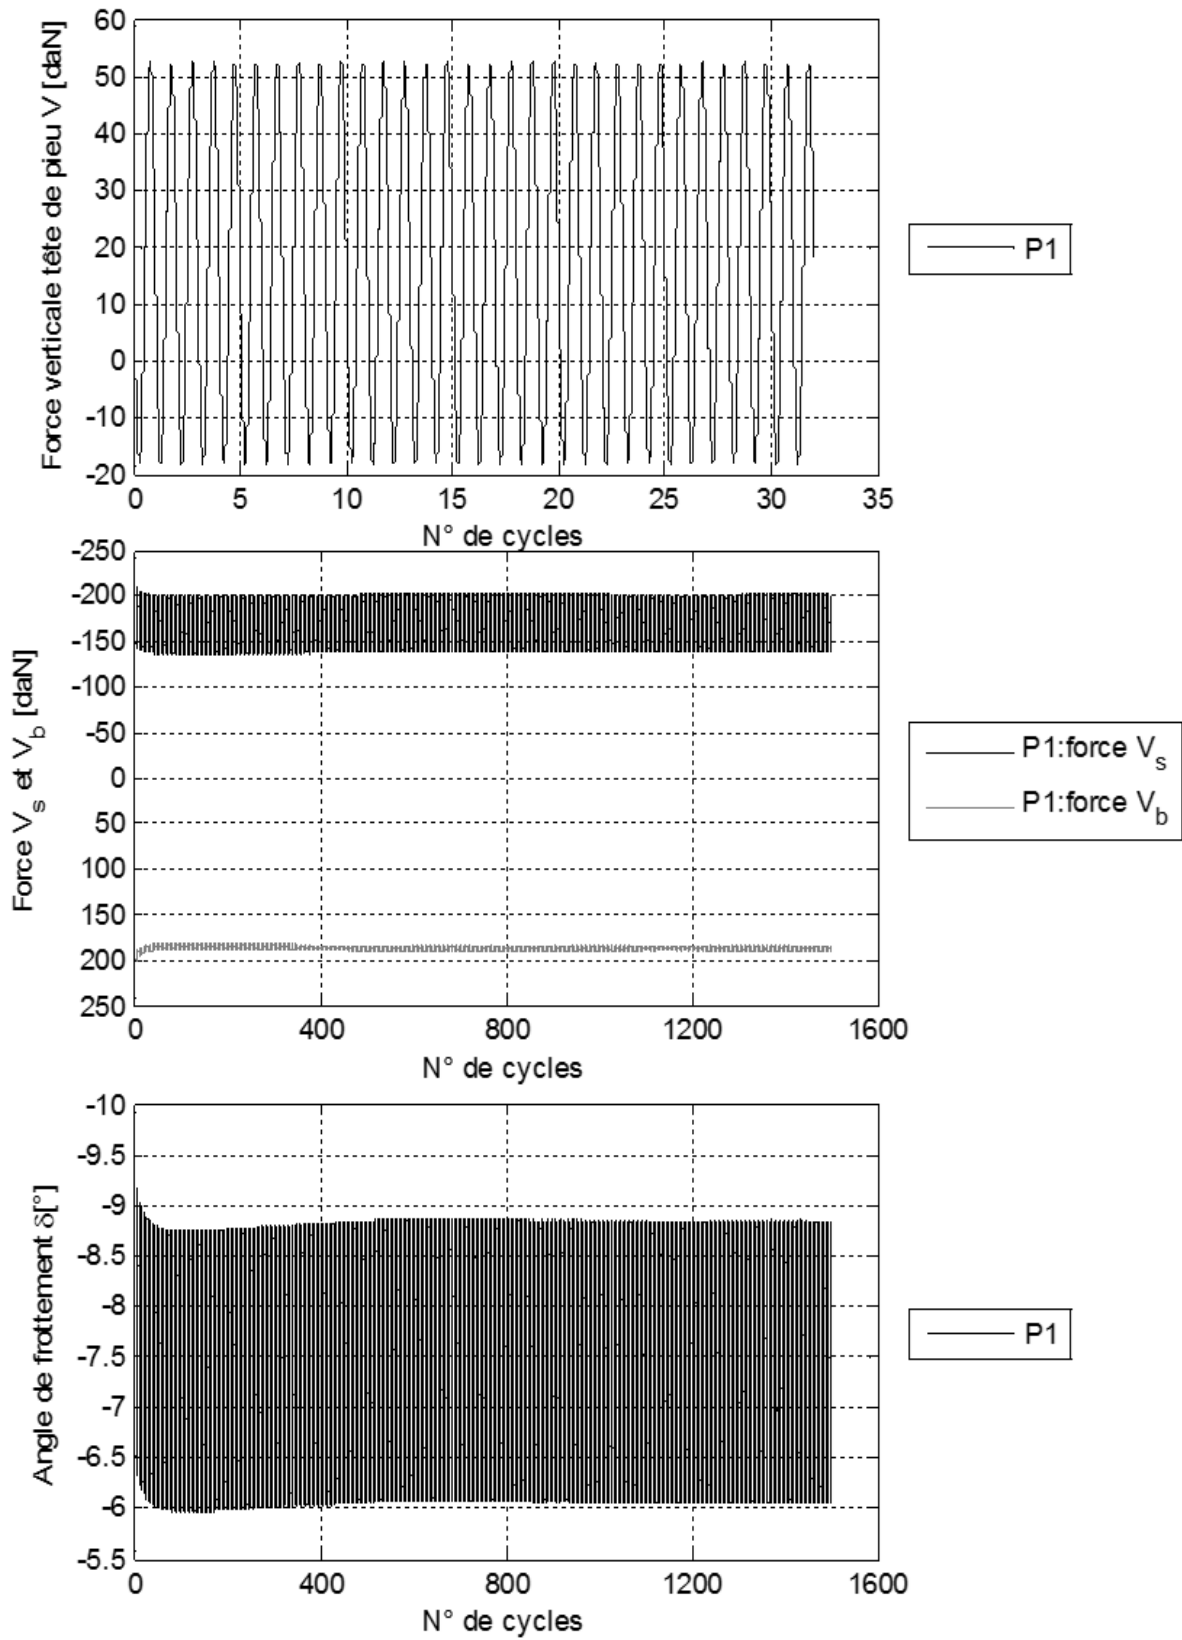 Force verticale tête de pieu V [daN]
60
50
40
30
20
10
0
-10
-20
0 5 10 15 20 25 30 35
N° de cycles
P1
Force V_s et V_b [daN]
-250
-200
-150
-100
-50
0
50
100
150
200
250
0 400 800 1200 1600
N° de cycles
P1:force V_s
P1:force V_b
Angle de frottement δ[°]
-10
-9.5
-9
-8.5
-8
-7.5
-7
-6.5
-6
-5.5
0 400 800 1200 1600
N° de cycles
P1